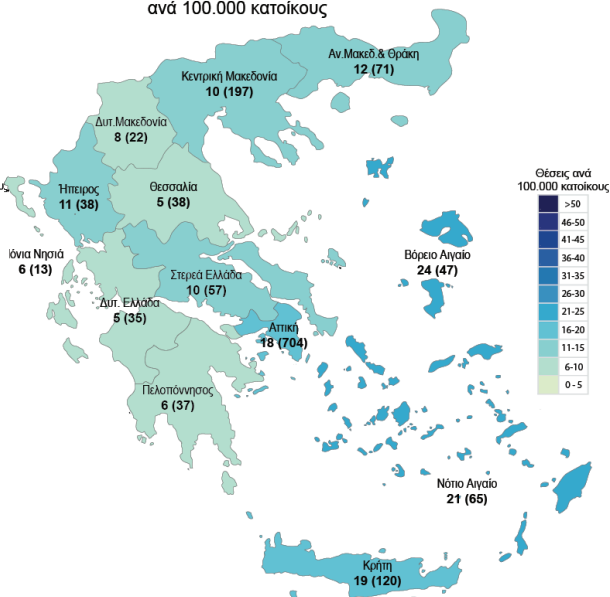 ανά 100.000 κατοίκους
Αν.Μακεδ.& Θράκη
12 (71)
Κεντρική Μακεδονία
10 (197)
Δυτ.Μακεδονία
8 (22)
Ήπειρος
11 (38)
Θεσσαλία
5 (38)
Ιόνια Νησιά
6 (13)
Στερεά Ελλάδα
10 (57)
Δυτ. Ελλάδα
5 (35)
Αττική
18 (704)
Πελοπόννησος
6 (37)
Βόρειο Αιγαίο
24 (47)
Νότιο Αιγαίο
21 (65)
Κρήτη
19 (120)
Θέσεις ανά
100.000 κατοίκους
>50
46-50
41-45
36-40
31-35
26-30
21-25
16-20
11-15
6-10
0 - 5